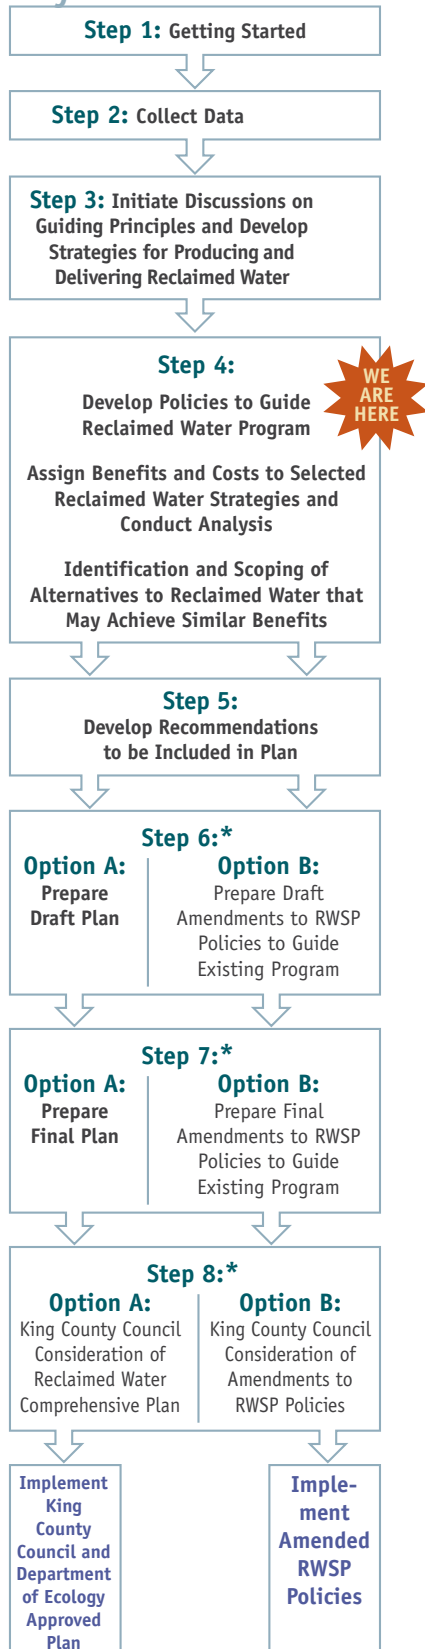 Step 1: Getting Started
Step 2: Collect Data
Step 3: Initiate Discussions on
Guiding Principles and Develop
Strategies for Producing and
Delivering Reclaimed Water
Step 4:
WE
ARE
HERE
Develop Policies to Guide
Reclaimed Water Program
Assign Benefits and Costs to Selected
Reclaimed Water Strategies and
Conduct Analysis
Identification and Scoping of
Alternatives to Reclaimed Water that
May Achieve Similar Benefits
Step 5:
Develop Recommendations
to be Included in Plan
Step 6:*
Option A:
Prepare
Draft Plan
Option B:
Prepare Draft
Amendments to RWSP
Policies to Guide
Existing Program
Step 7:*
Option A:
Prepare
Final Plan
Option B:
Prepare Final
Amendments to RWSP
Policies to Guide
Existing Program
Step 8:*
Option A:
King County Council
Consideration of
Reclaimed Water
Comprehensive Plan
Option B:
King County Council
Consideration of
Amendments to
RWSP Policies
Implement
King
County
Council and
Department
of Ecology
Approved
Plan
Imple-
ment
Amended
RWSP
Policies